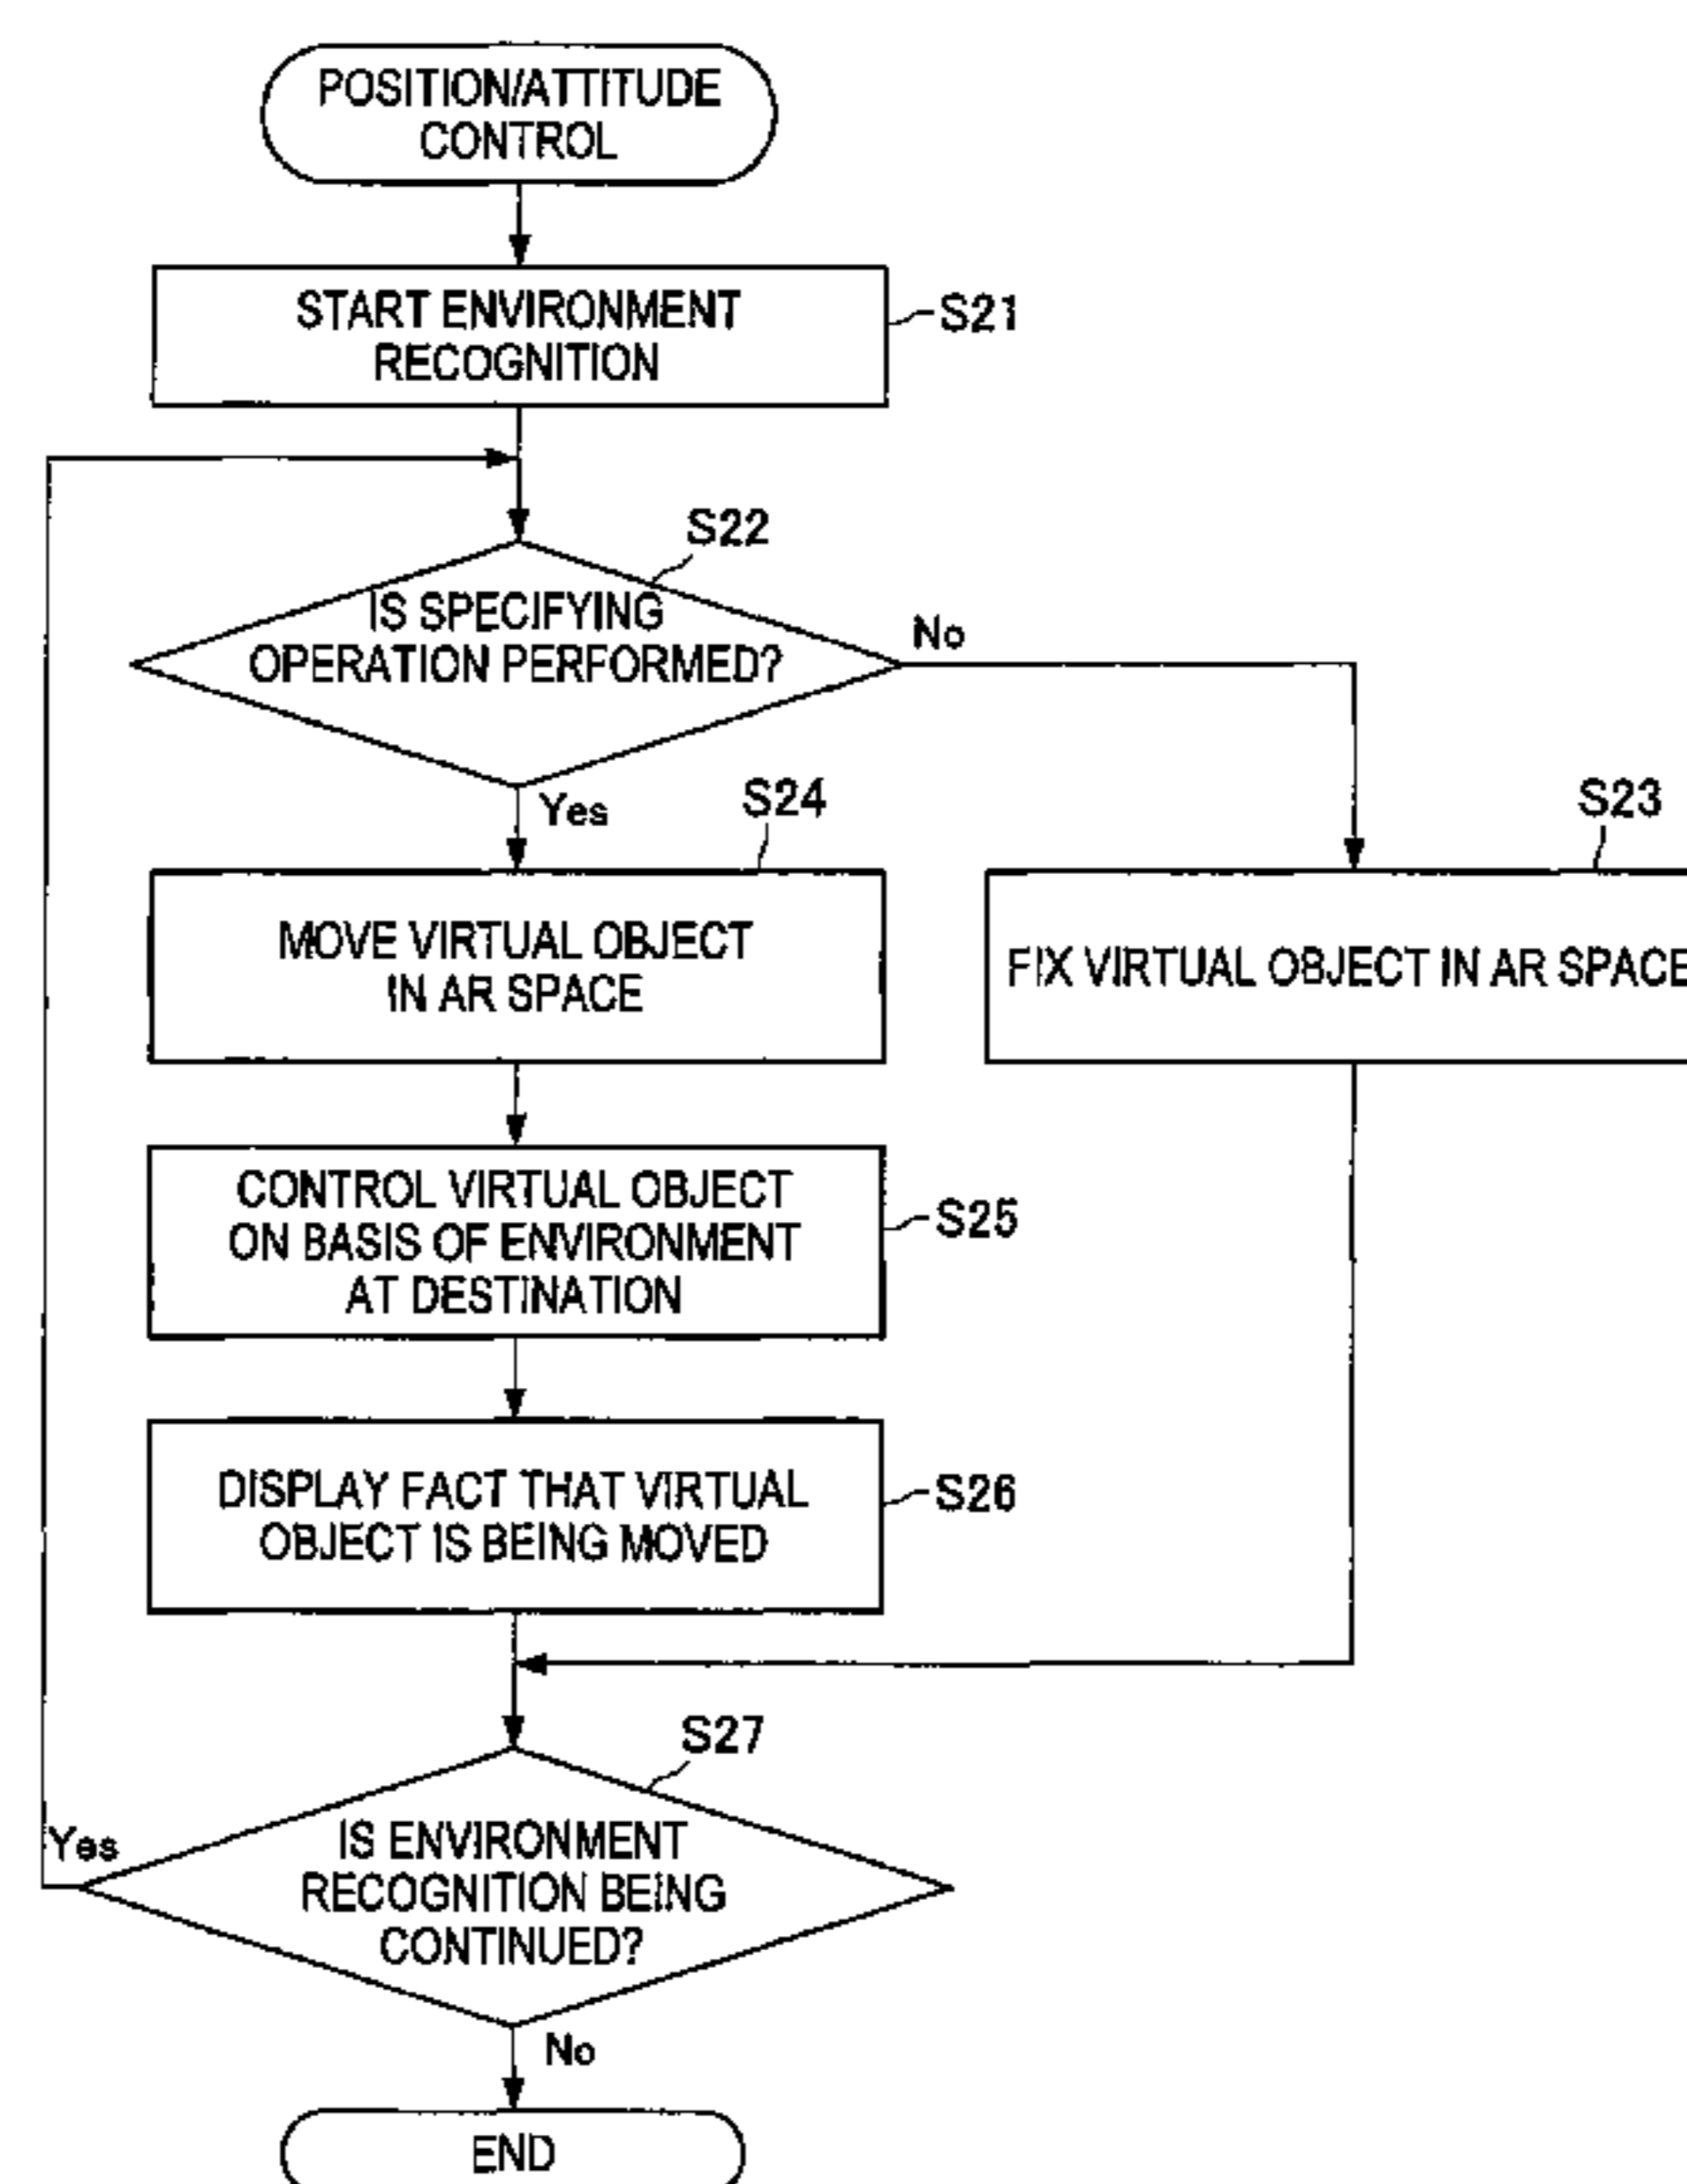 POSITION/ATTITUDE
CONTROL
START ENVIRONMENT
RECOGNITION
S21
S22
IS SPECIFYING
OPERATION PERFORMED?
No
Yes
S24
S23
MOVE VIRTUAL OBJECT
IN AR SPACE
FIX VIRTUAL OBJECT IN AR SPACE
CONTROL VIRTUAL OBJECT
ON BASIS OF ENVIRONMENT
AT DESTINATION
S25
DISPLAY FACT THAT VIRTUAL
OBJECT IS BEING MOVED
S26
S27
Yes
IS ENVIRONMENT
RECOGNITION BEING
CONTINUED?
No
END